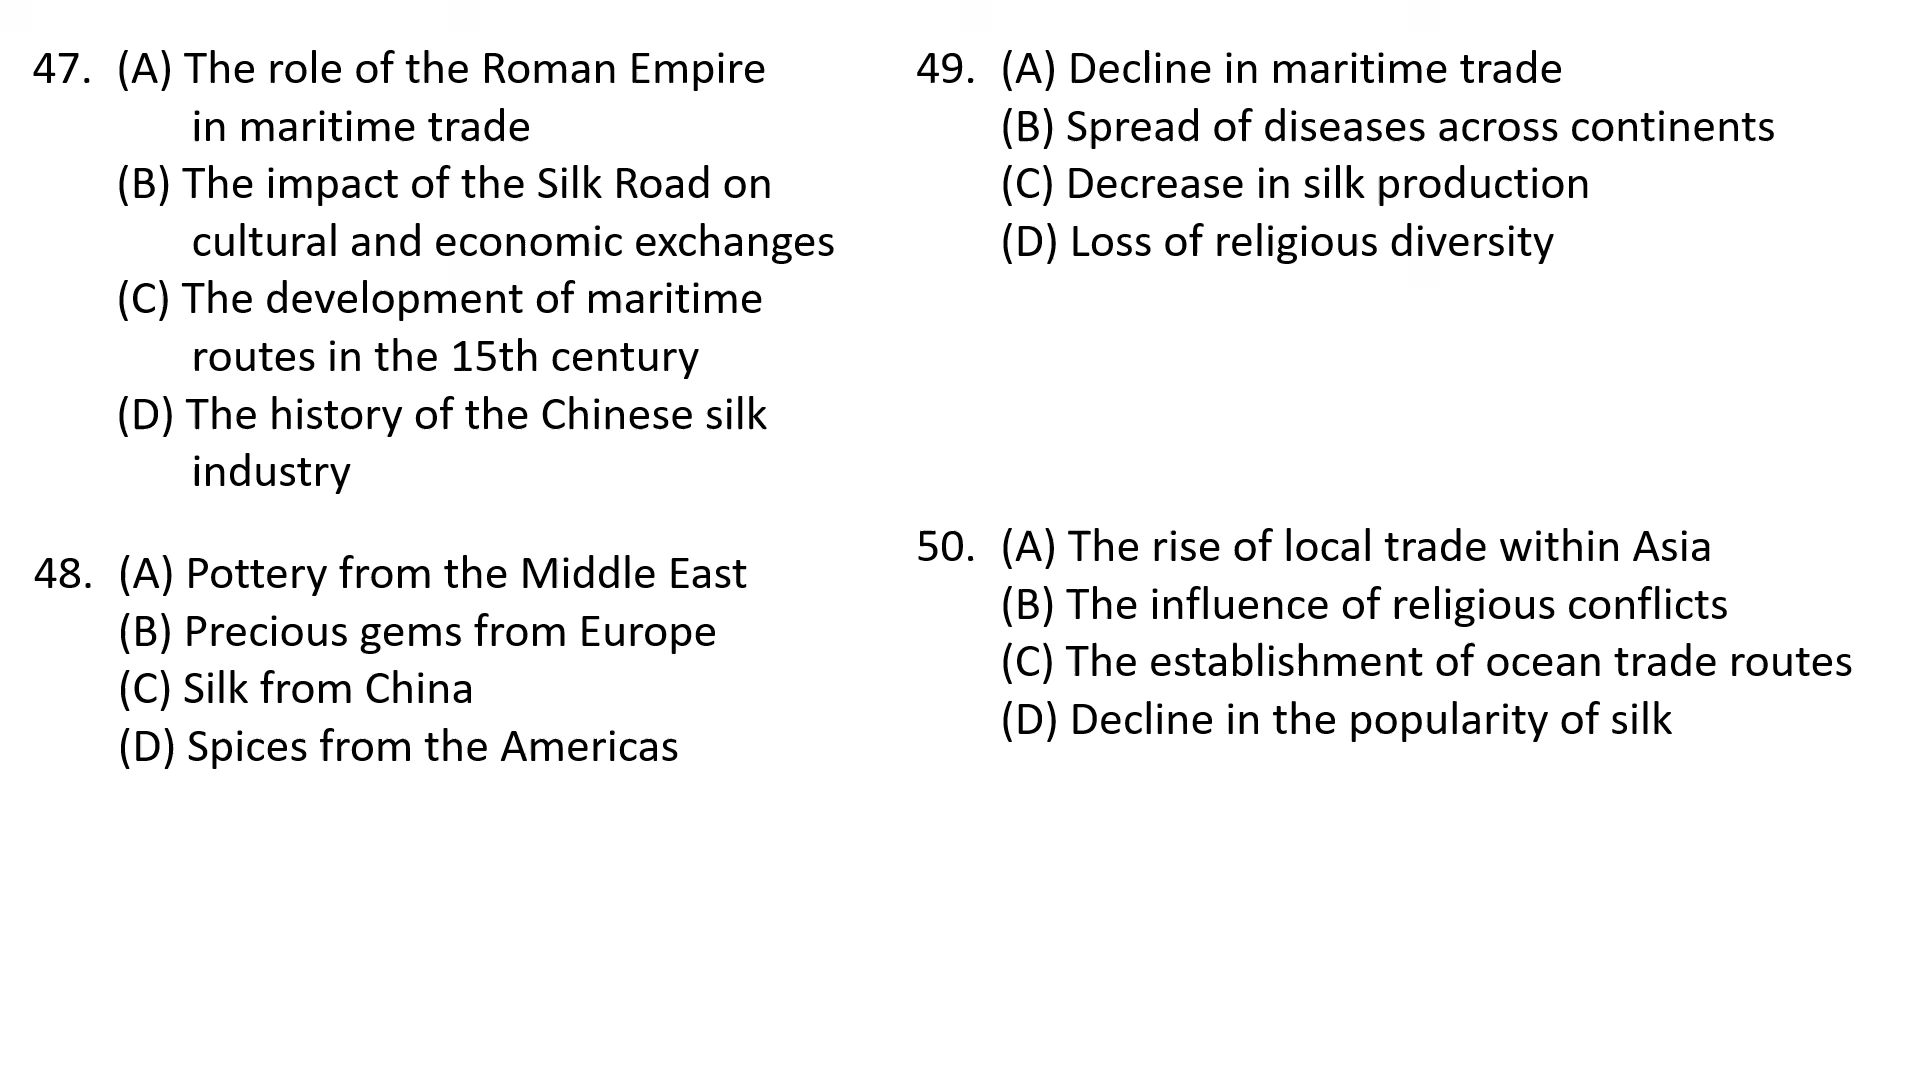 47. (A) The role of the Roman Empire
in maritime trade
(B) The impact of the Silk Road on
cultural and economic exchanges
(C) The development of maritime
routes in the 15th century
(D) The history of the Chinese silk
industry
48. (A) Pottery from the Middle East
(B) Precious gems from Europe
(C) Silk from China
(D) Spices from the Americas
49. (A) Decline in maritime trade
(B) Spread of diseases across continents
(C) Decrease in silk production
(D) Loss of religious diversity
50. (A) The rise of local trade within Asia
(B) The influence of religious conflicts
(C) The establishment of ocean trade routes
(D) Decline in the popularity of silk